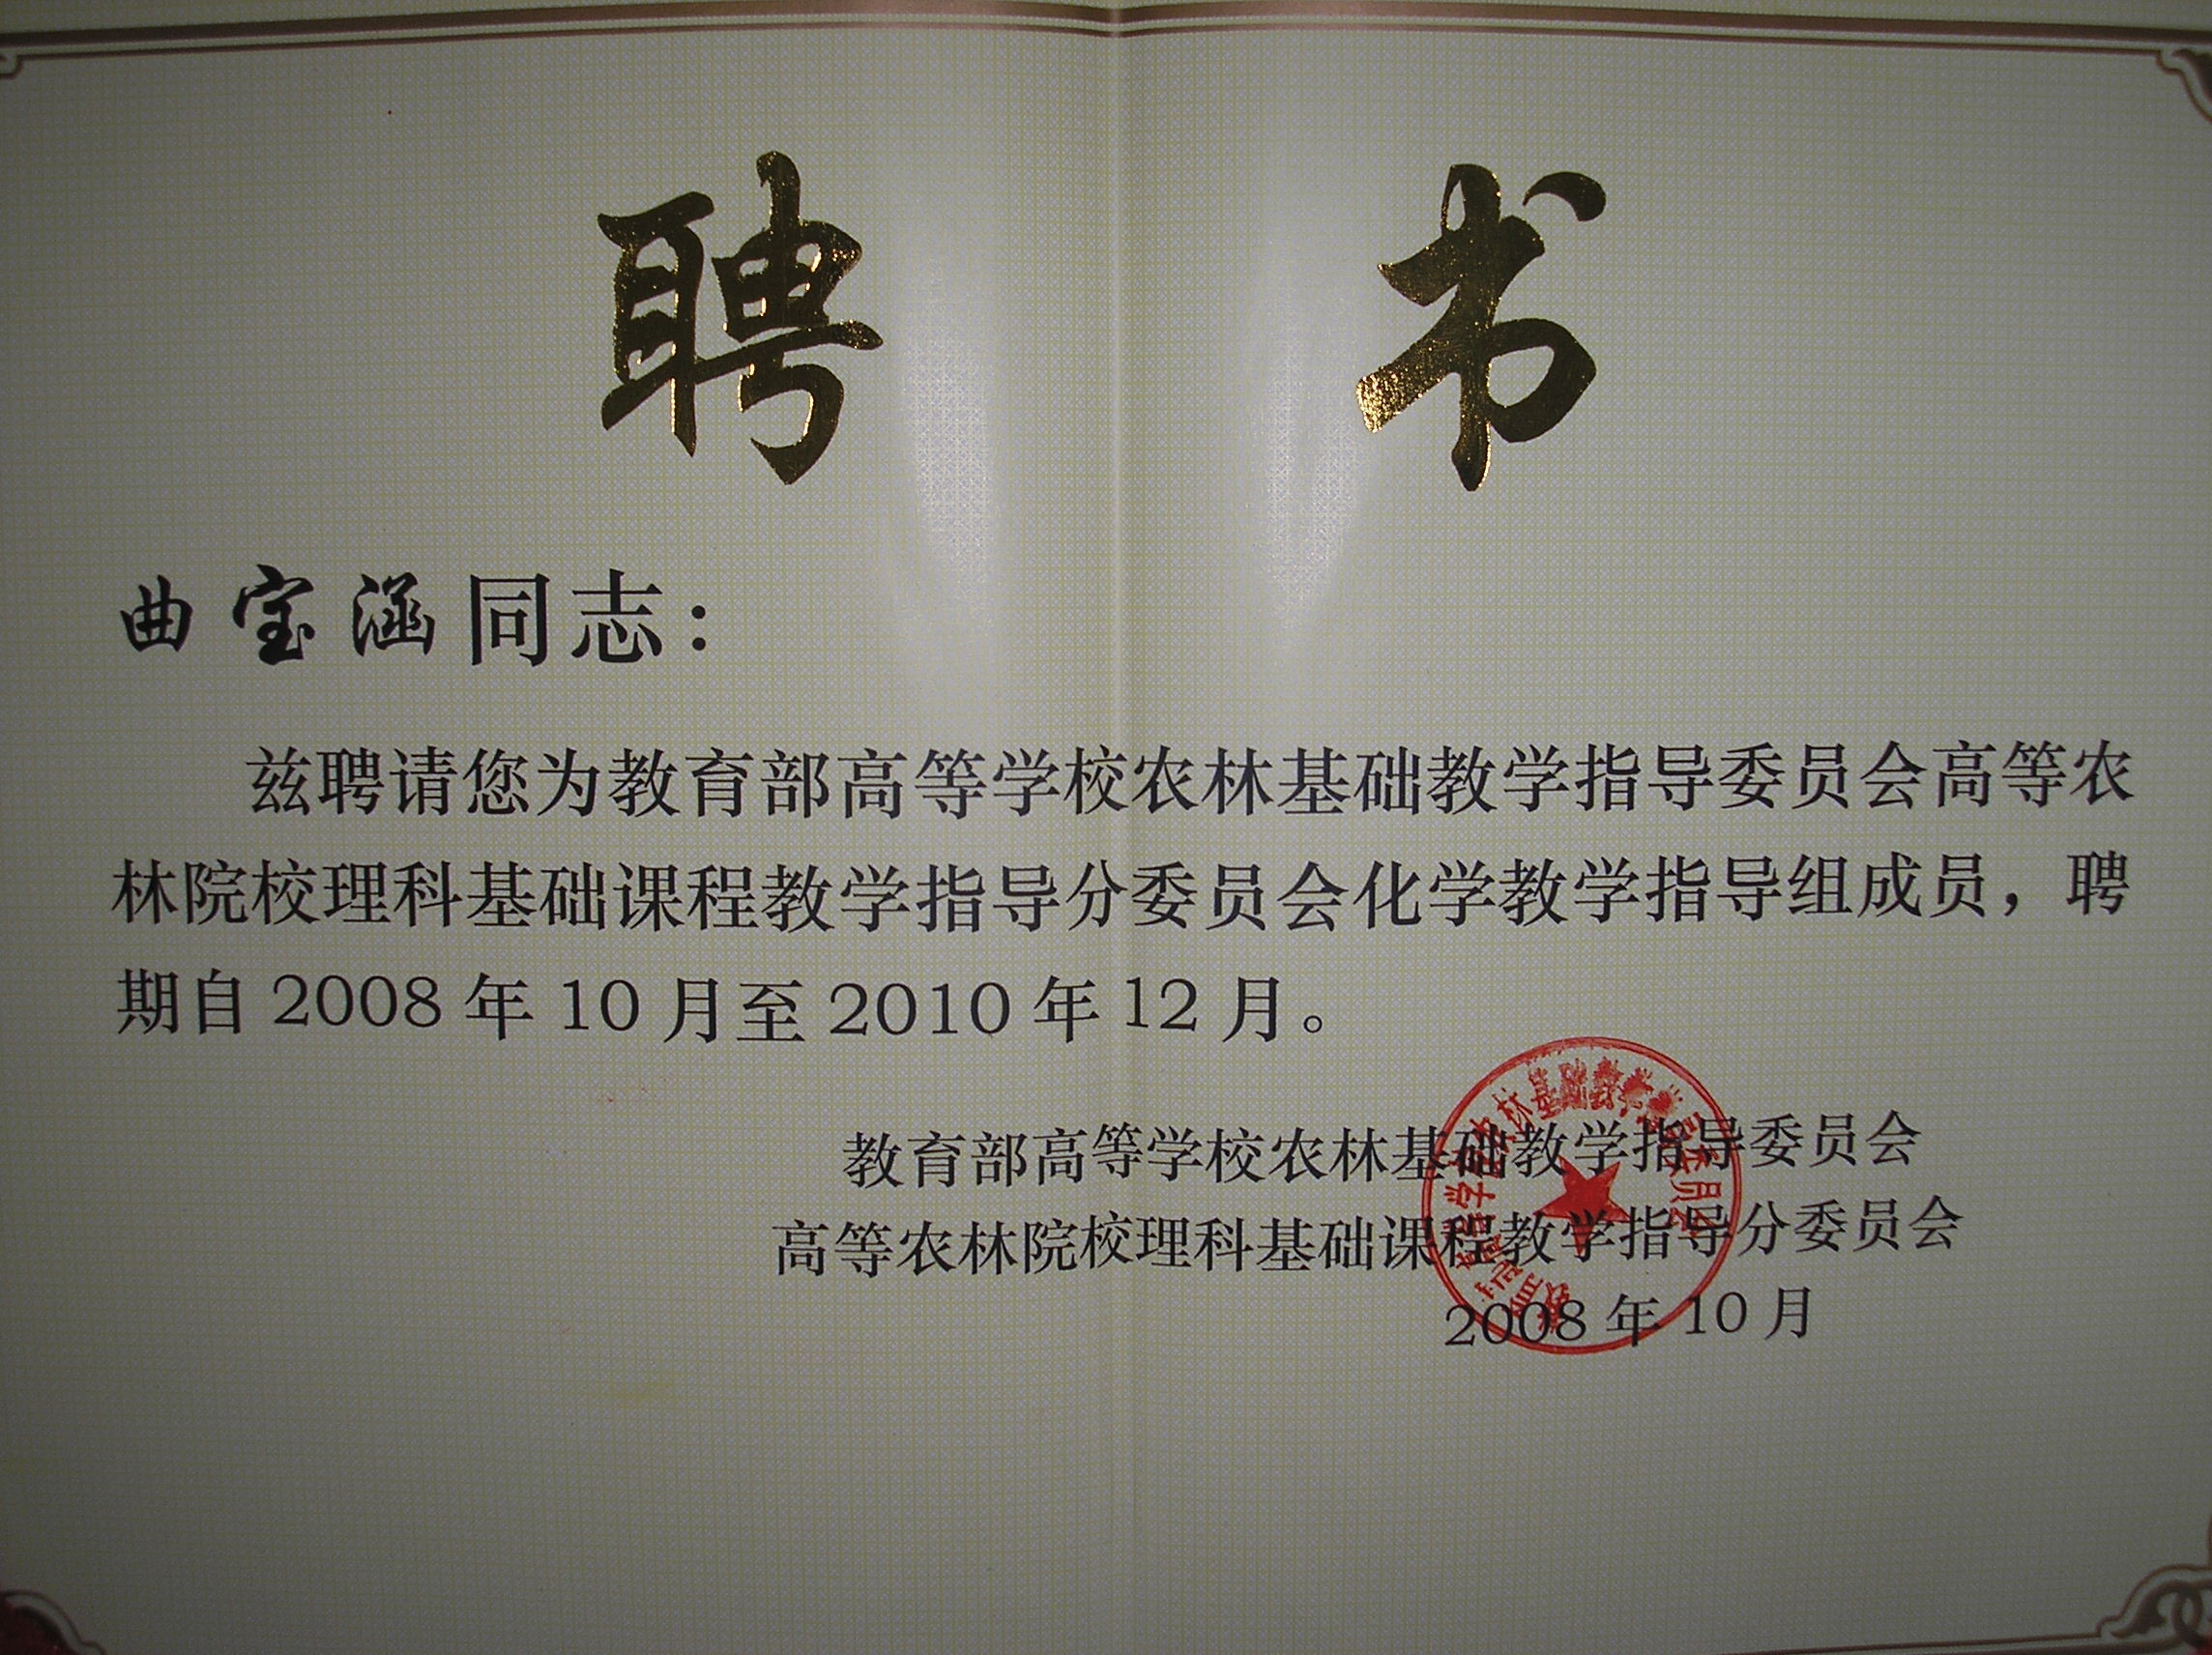 聘书
曲宝涵同志：
兹聘请您为教育部高等学校农林基础教学指导委员会高等农
林院校理科基础课程教学指导分委员会化学教学指导组成员，聘
期自2008年10月至2010年12月。
教育部高等学校农林基础教学指导委员会
高等农林院校理科基础课程教学指导分委员会
2008年10月